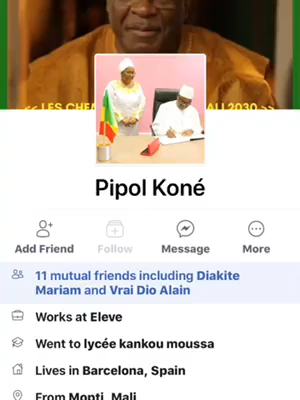 << LES CHE ALI 2030 >>
Pipol Koné
Add Friend
Follow
Message
More
11 mutual friends including Diakite
Mariam and Vrai Dio Alain
Works at Eleve
Went to lycée kankou moussa
Lives in Barcelona, Spain
From Mopti, Mali